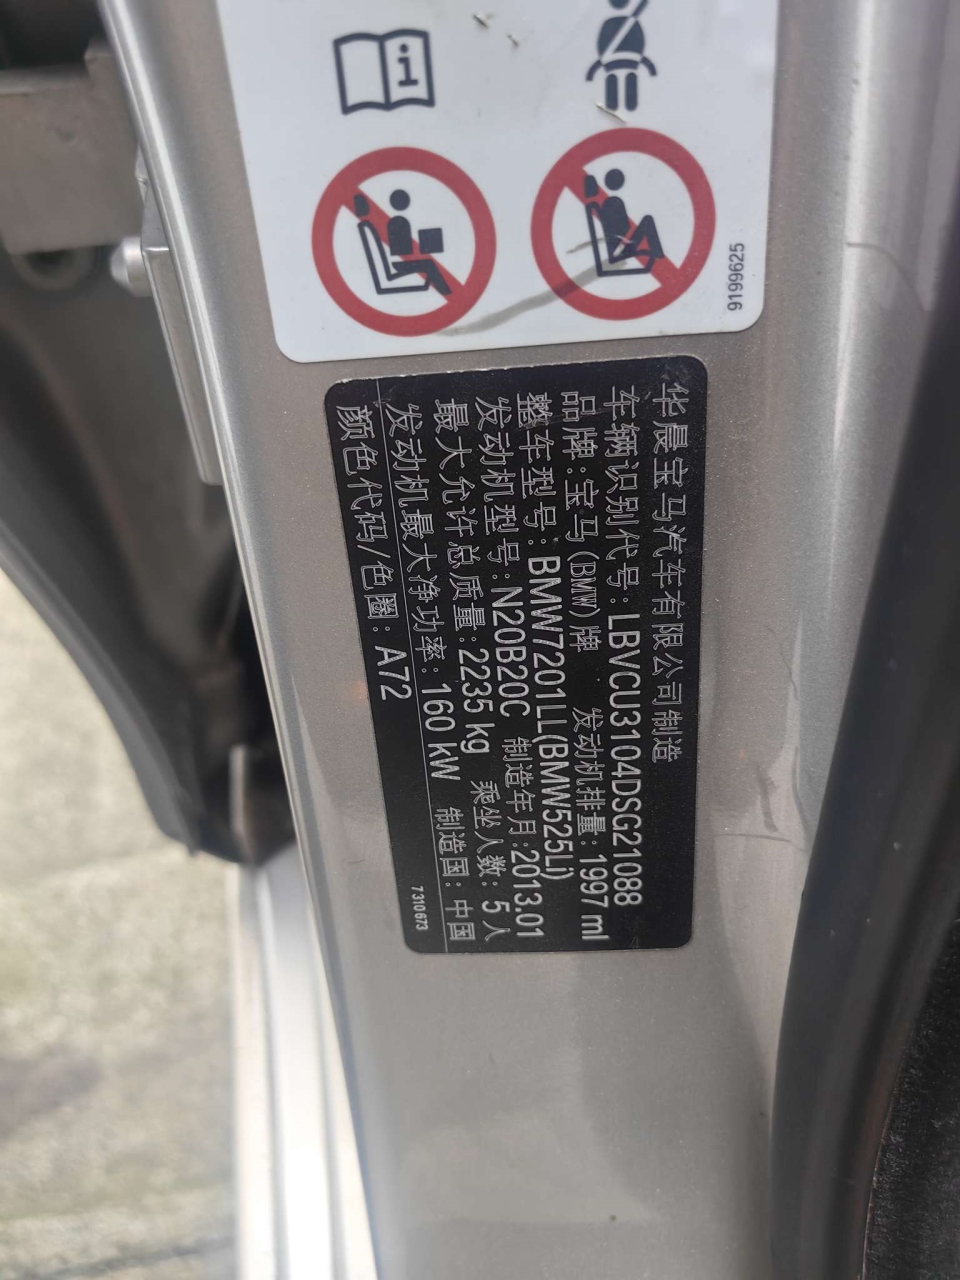 9199625
华晨宝马汽车有限公司制造
车辆识别代号: LBVCU3104DSG21088
品牌: 宝马(BMW)牌 发动机排量: 1997 ml
整车型号: BMW7201LL(BMW525Li)
发动机型号: N20B20C 制造年月: 2013.01
最大允许总质量: 2235 kg 乘坐人数: 5 人
发动机最大净功率: 160 kW 制造国: 中国
颜色代码/色圈: A72
7310673